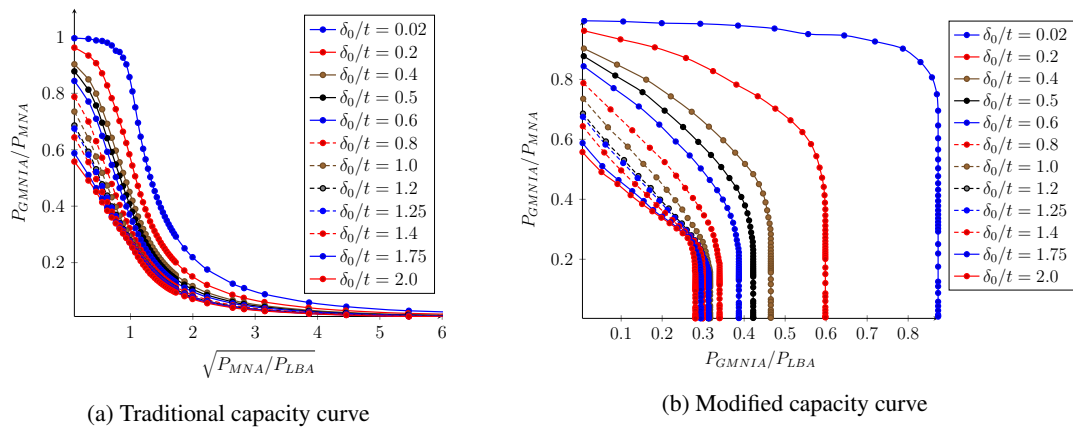 1
0.8
0.6
0.4
0.2
1
2
3
4
5
6
P_{GMNIA}/P_{MNA}
\sqrt{P_{MNA}/P_{LBA}}
δ_0/t = 0.02
δ_0/t = 0.2
δ_0/t = 0.4
δ_0/t = 0.5
δ_0/t = 0.6
δ_0/t = 0.8
δ_0/t = 1.0
δ_0/t = 1.2
δ_0/t = 1.25
δ_0/t = 1.4
δ_0/t = 1.75
δ_0/t = 2.0
(a) Traditional capacity curve
0.8
0.6
0.4
0.2
0.1
0.2
0.3
0.4
0.5
0.6
0.7
0.8
P_{GMNIA}/P_{MNA}
P_{GMNIA}/P_{LBA}
δ_0/t = 0.02
δ_0/t = 0.2
δ_0/t = 0.4
δ_0/t = 0.5
δ_0/t = 0.6
δ_0/t = 0.8
δ_0/t = 1.0
δ_0/t = 1.2
δ_0/t = 1.25
δ_0/t = 1.4
δ_0/t = 1.75
δ_0/t = 2.0
(b) Modified capacity curve